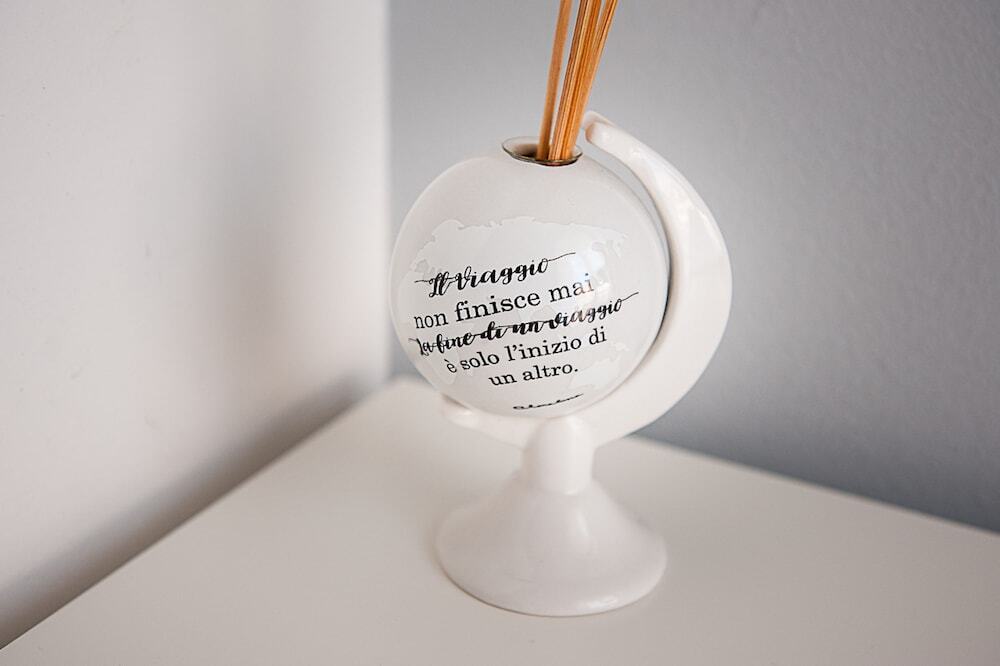 Il Viaggio
non finisce mai
La fine di un viaggio
è solo l'inizio di
un altro.